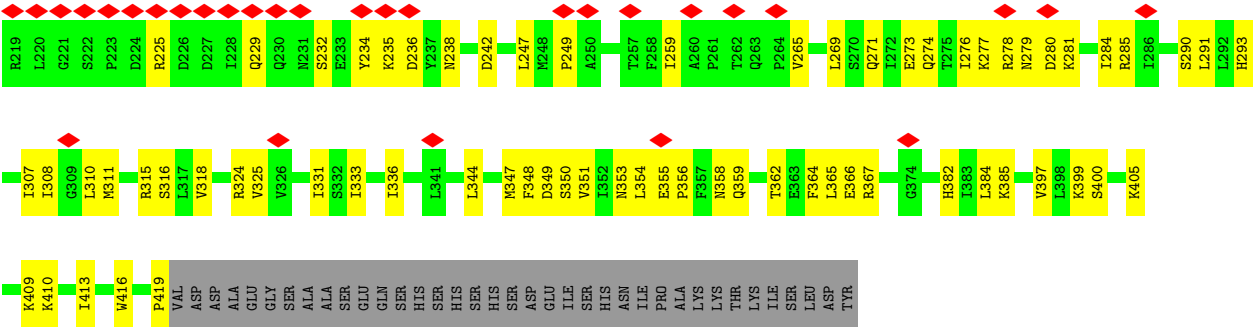 R219 L220 G221 S222 P223 D224 R225 D226 D227 I228 Q229 Q230 N231 S232 E233 Y234 K235 D236 Y237 N238 D242 L247 M248 P249 A250 T257 F258 I259 A260 P261 T262 Q263 P264 V265 L269 S270 Q271 I272 E273 Q274 T275 I276 K277 R278 N279 D280 K281 I284 R285 I286 S290 L291 L292 H293
I307 I308 G309 L310 M311 R315 S316 L317 V318 R324 V325 V326 I331 S332 I333 I336 L341 L344 M347 F348 D349 S350 V351 I352 N353 L354 E355 P356 F357 N358 Q359 T362 E363 F364 L365 E366 R367 G374 H382 I383 L384 K385 V397 L398 K399 S400 K405
K409 K410 I413 W416 P419 VAL ASP ASP ALA GLU GLY SER ALA ALA SER GLU GLN SER HIS SER HIS SER HIS SER ASP GLU ILE SER HIS ASN ILE PRO ALA LYS LYS THR LYS ILE SER LEU ASP TYR